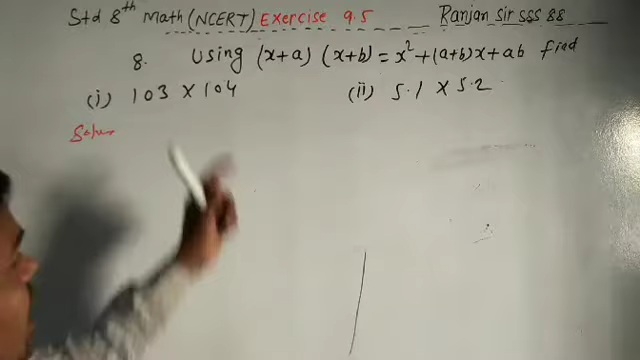 Std 8th Math (NCERT) Exercise 9.5 Ranjan Sir SSS 88
8. Using (x+a) (x+b) = x²+(a+b)x+ab find
(i) 103 × 104 (ii) 5.1 × 5.2